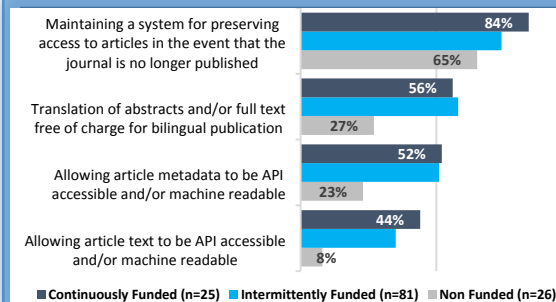 Maintaining a system for preserving
84%
access to articles in the event that the
journal is no longer published
65%
Translation of abstracts and/or full text
56%
free of charge for bilingual publication
27%
Allowing article metadata to be API
52%
accessible and/or machine readable
23%
Allowing article text to be API accessible
44%
and/or machine readable
8%
Continuously Funded (n=25) Intermittently Funded (n=81) Non Funded (n=26)